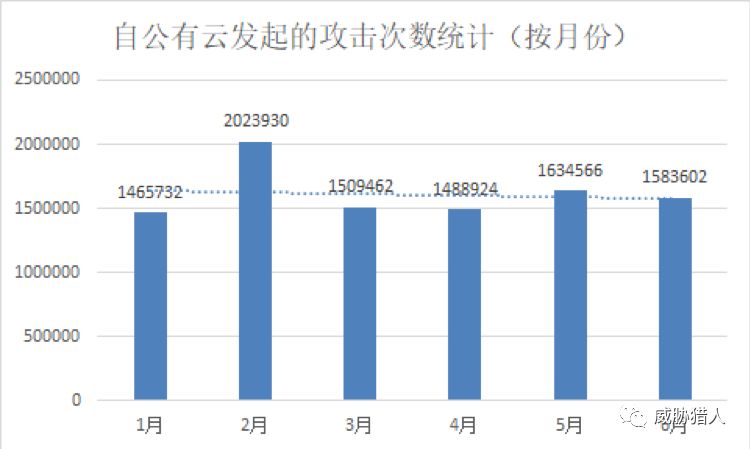 自公有云发起的攻击次数统计（按月份）
2500000
2000000
1500000
1000000
500000
0
1465732
2023930
1509462
1488924
1634566
1583602
1月
2月
3月
4月
5月
6月
威胁猎人